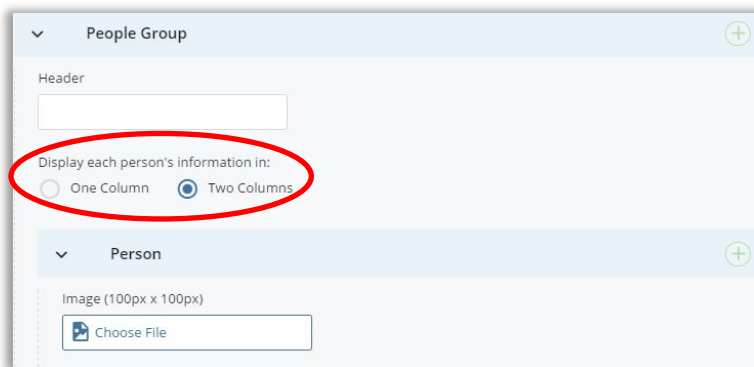 People Group
Header
Display each person's information in:
One Column Two Columns
Person
Image (100px x 100px)
Choose File